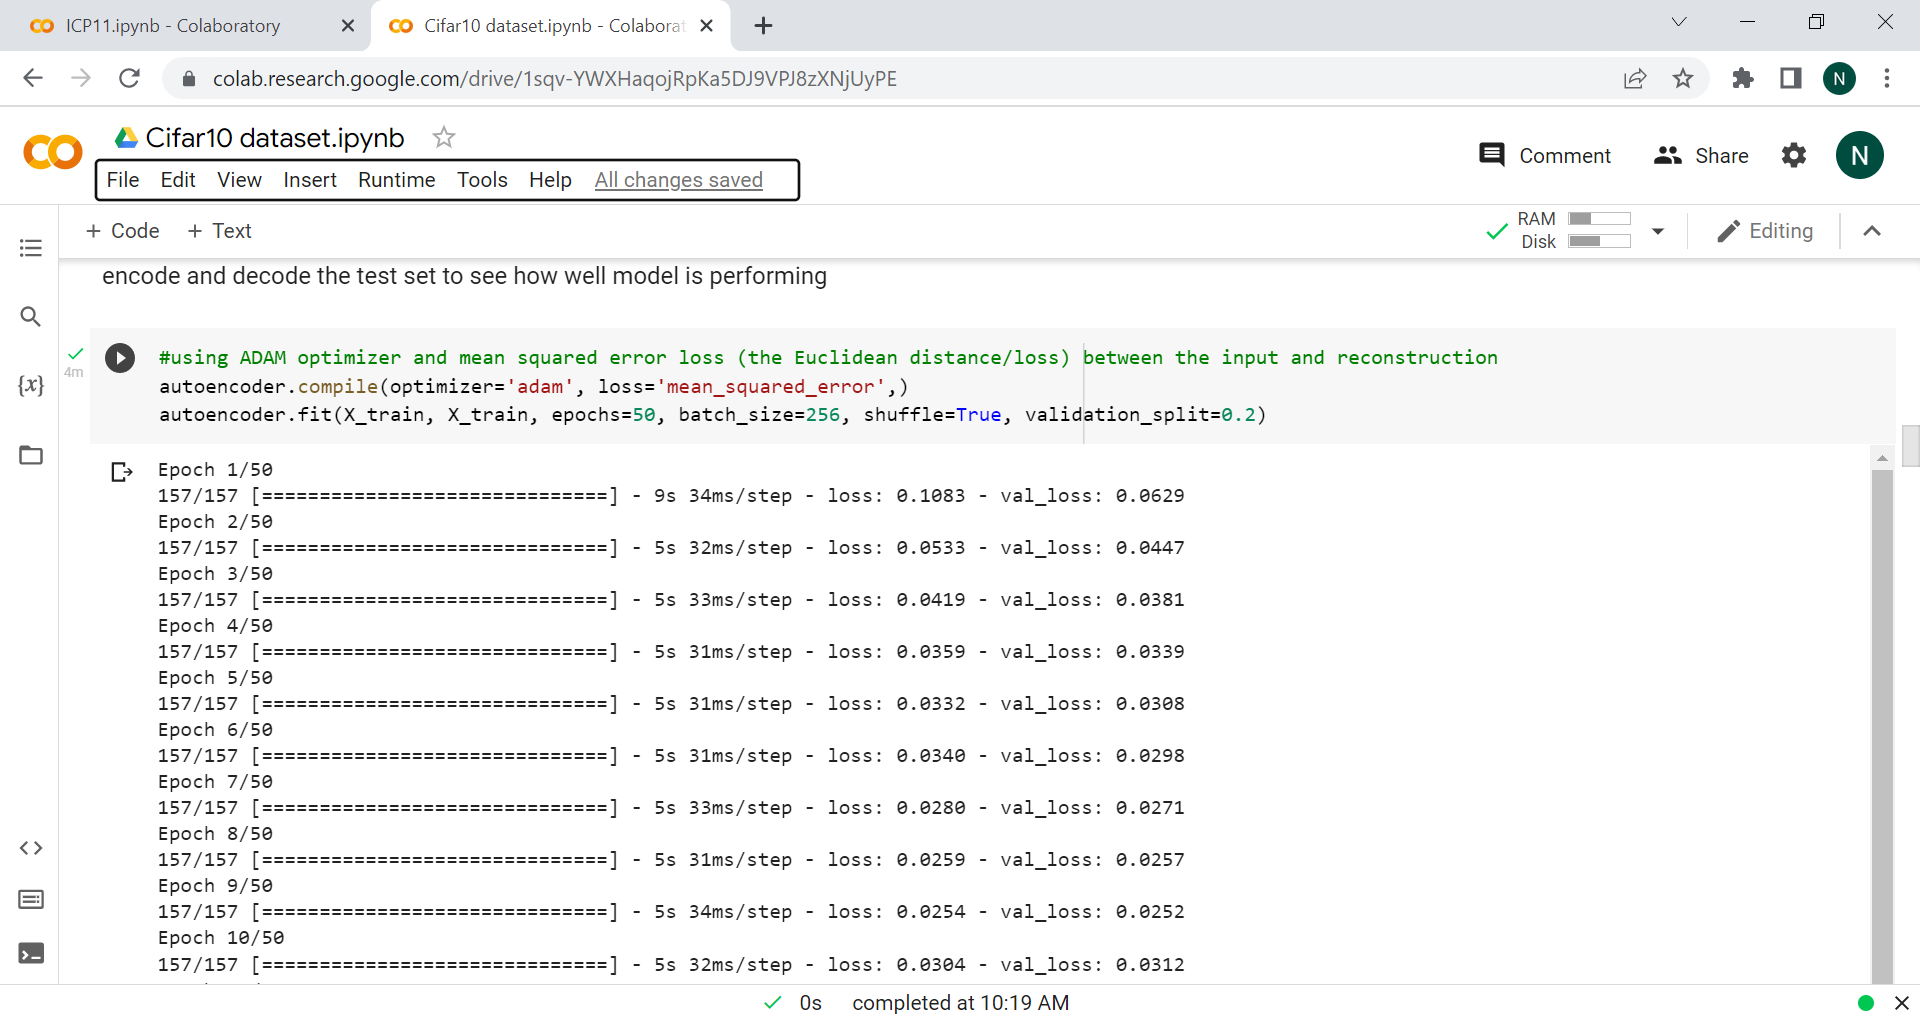 ICP11.ipynb - Colaboratory
Cifar10 dataset.ipynb - Colaborat
colab.research.google.com/drive/1sqv-YWXHaqojRpKa5DJ9VPJ8zXNjUyPE
N
Cifar10 dataset.ipynb
Comment
Share
N
File Edit View Insert Runtime Tools Help All changes saved
+ Code + Text
RAM
Disk
Editing
encode and decode the test set to see how well model is performing
4m
{x}
#using ADAM optimizer and mean squared error loss (the Euclidean distance/loss) between the input and reconstruction
autoencoder.compile(optimizer='adam', loss='mean_squared_error',)
autoencoder.fit(X_train, X_train, epochs=50, batch_size=256, shuffle=True, validation_split=0.2)
Epoch 1/50
157/157 [==============================] - 9s 34ms/step - loss: 0.1083 - val_loss: 0.0629
Epoch 2/50
157/157 [==============================] - 5s 32ms/step - loss: 0.0533 - val_loss: 0.0447
Epoch 3/50
157/157 [==============================] - 5s 33ms/step - loss: 0.0419 - val_loss: 0.0381
Epoch 4/50
157/157 [==============================] - 5s 31ms/step - loss: 0.0359 - val_loss: 0.0339
Epoch 5/50
157/157 [==============================] - 5s 31ms/step - loss: 0.0332 - val_loss: 0.0308
Epoch 6/50
157/157 [==============================] - 5s 31ms/step - loss: 0.0340 - val_loss: 0.0298
Epoch 7/50
157/157 [==============================] - 5s 33ms/step - loss: 0.0280 - val_loss: 0.0271
Epoch 8/50
157/157 [==============================] - 5s 31ms/step - loss: 0.0259 - val_loss: 0.0257
Epoch 9/50
157/157 [==============================] - 5s 34ms/step - loss: 0.0254 - val_loss: 0.0252
Epoch 10/50
157/157 [==============================] - 5s 32ms/step - loss: 0.0304 - val_loss: 0.0312
0s completed at 10:19 AM